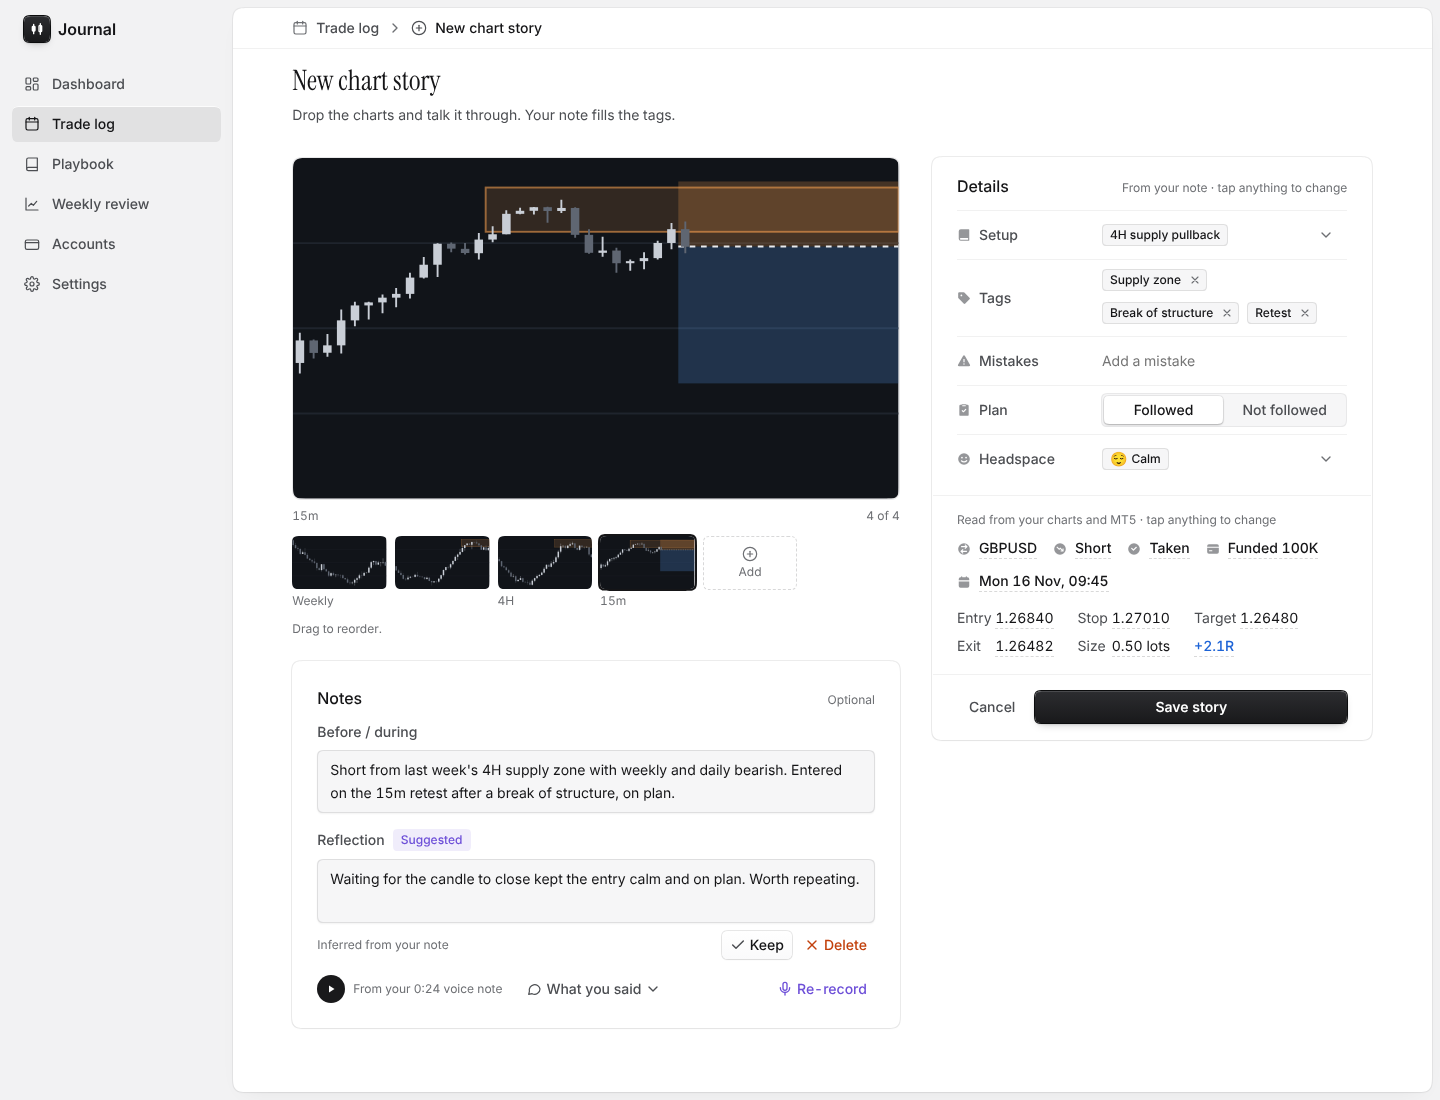 Journal
Dashboard
Trade log
Playbook
Weekly review
Accounts
Settings
Trade log
New chart story
New chart story
Drop the charts and talk it through. Your note fills the tags.
15m
4 of 4
Add
Weekly
4H
15m
Drag to reorder.
Notes
Optional
Before / during
Short from last week's 4H supply zone with weekly and daily bearish. Entered
on the 15m retest after a break of structure, on plan.
Reflection
Suggested
Waiting for the candle to close kept the entry calm and on plan. Worth repeating.
Inferred from your note
Keep
Delete
From your 0:24 voice note
What you said
Re-record
Details
From your note · tap anything to change
Setup
4H supply pullback
Tags
Supply zone
Break of structure
Retest
Mistakes
Add a mistake
Plan
Followed
Not followed
Headspace
Calm
Read from your charts and MT5 · tap anything to change
GBPUSD
Short
Taken
Funded 100K
Mon 16 Nov, 09:45
Entry 1.26840
Stop 1.27010
Target 1.26480
Exit 1.26482
Size 0.50 lots
+2.1R
Cancel
Save story